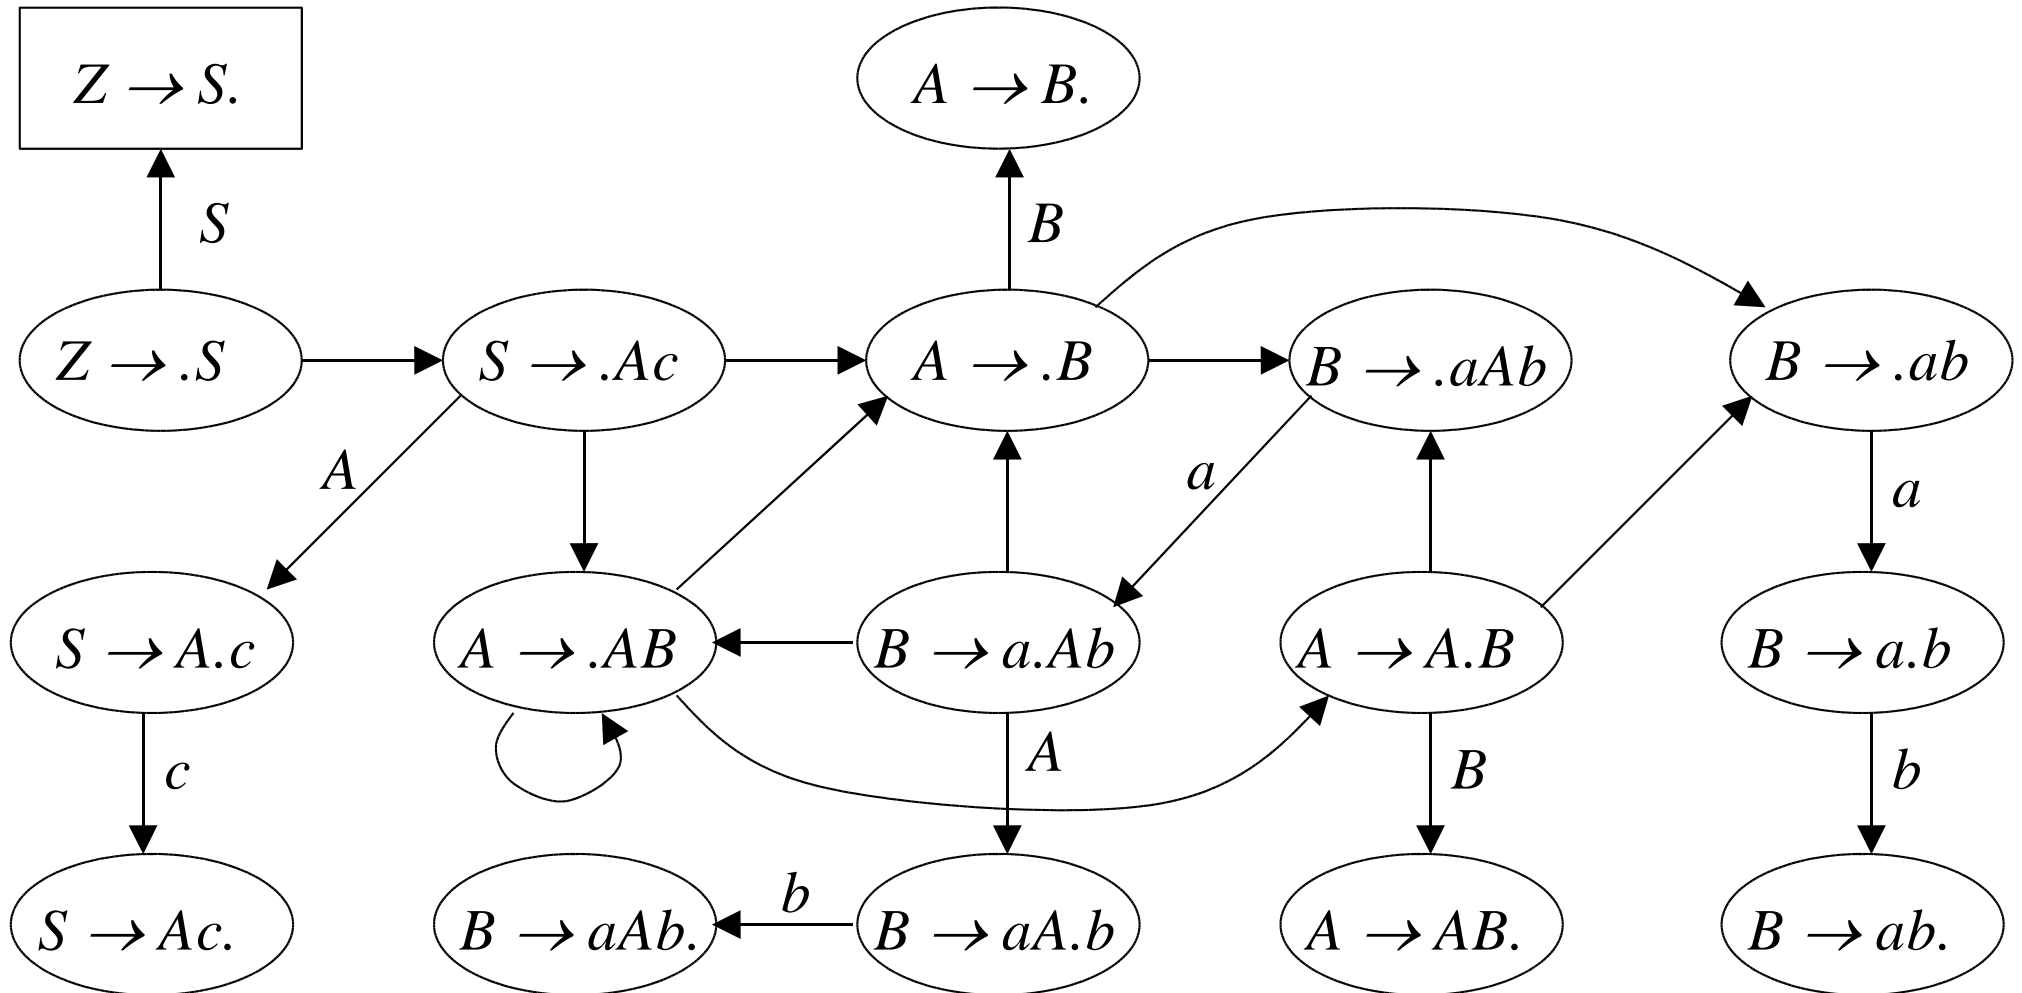 Z → S.
A → B.
S
B
Z → .S
S → .Ac
A → .B
B → .aAb
B → .ab
A
a
a
S → A.c
A → .AB
B → a.Ab
A → A.B
B → a.b
c
A
B
b
S → Ac.
B → aAb.
b
B → aA.b
A → AB.
B → ab.